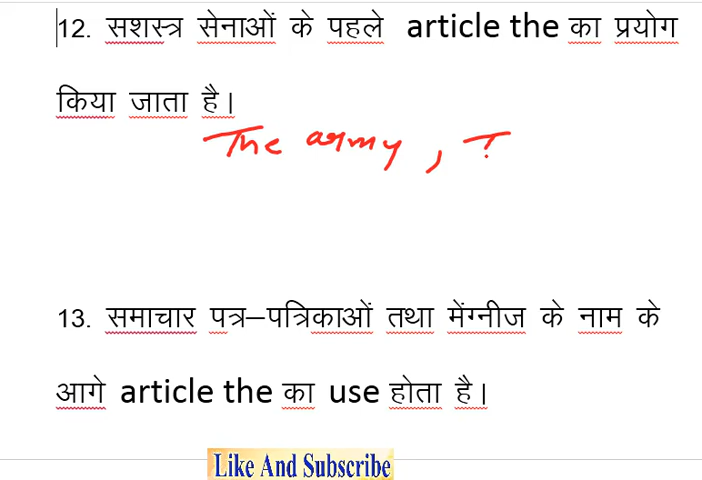 12. सशस्त्र सेनाओं के पहले article the का प्रयोग
किया जाता है।
The army,
13. समाचार पत्र–पत्रिकाओं तथा मेंग्नीज के नाम के
आगे article the का use होता है।
Like And Subscribe